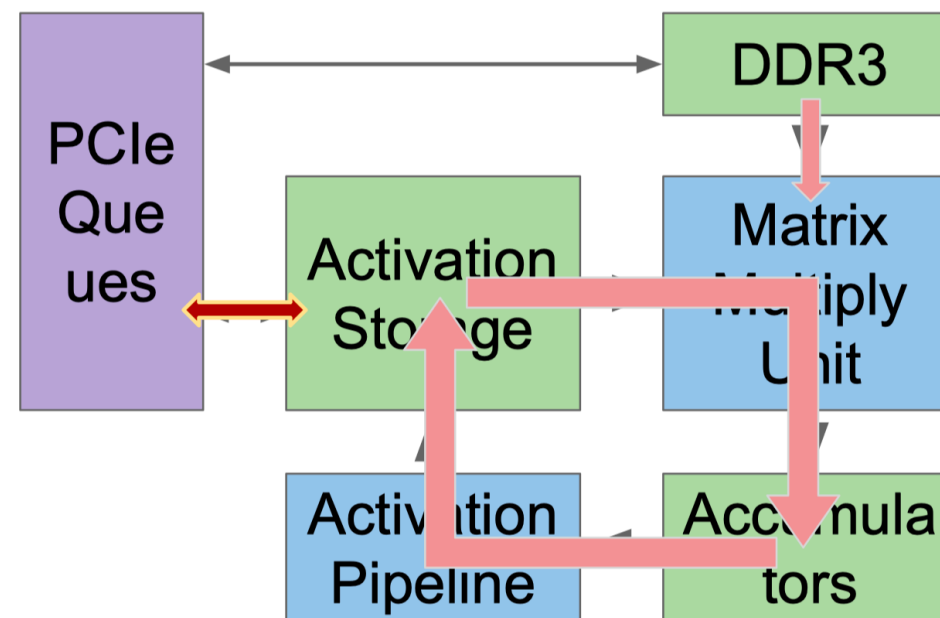 PCIe
Que
ues
DDR3
Activation
Storage
Matrix
Multiply
Unit
Activation
Pipeline
Accumula
tors